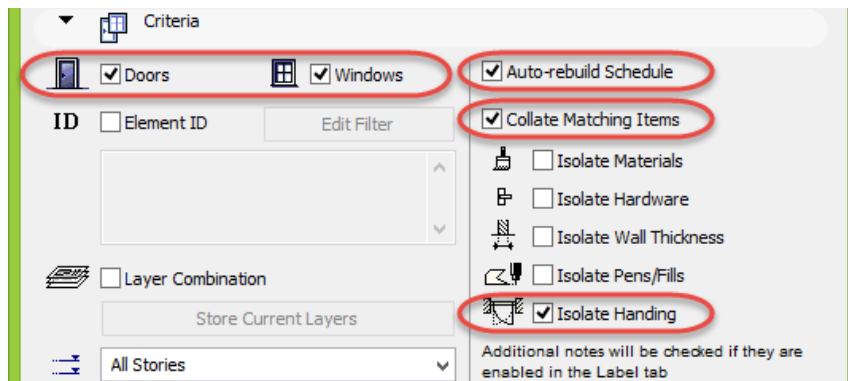 Criteria
Doors Windows
ID Element ID Edit Filter
Layer Combination
Store Current Layers
All Stories
Auto-rebuild Schedule
Collate Matching Items
Isolate Materials
Isolate Hardware
Isolate Wall Thickness
Isolate Pens/Fills
Isolate Handing
Additional notes will be checked if they are
enabled in the Label tab